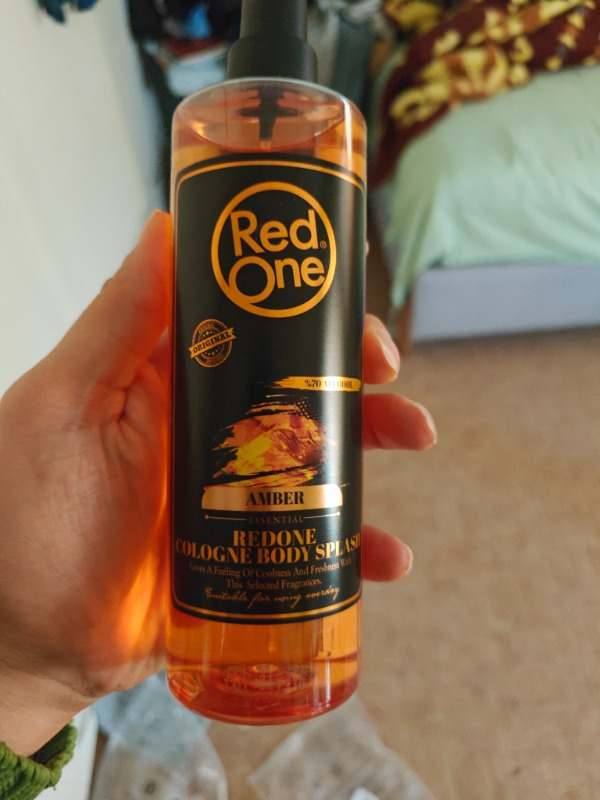 Red
One®
ORIGINAL
%70 ALCOHOL
AMBER
ESSENTIAL
REDONE
COLOGNE BODY SPLASH
Gives A Feeling Of Coolness And Freshness With
This Selected Fragrances.
Suitable for using everyday